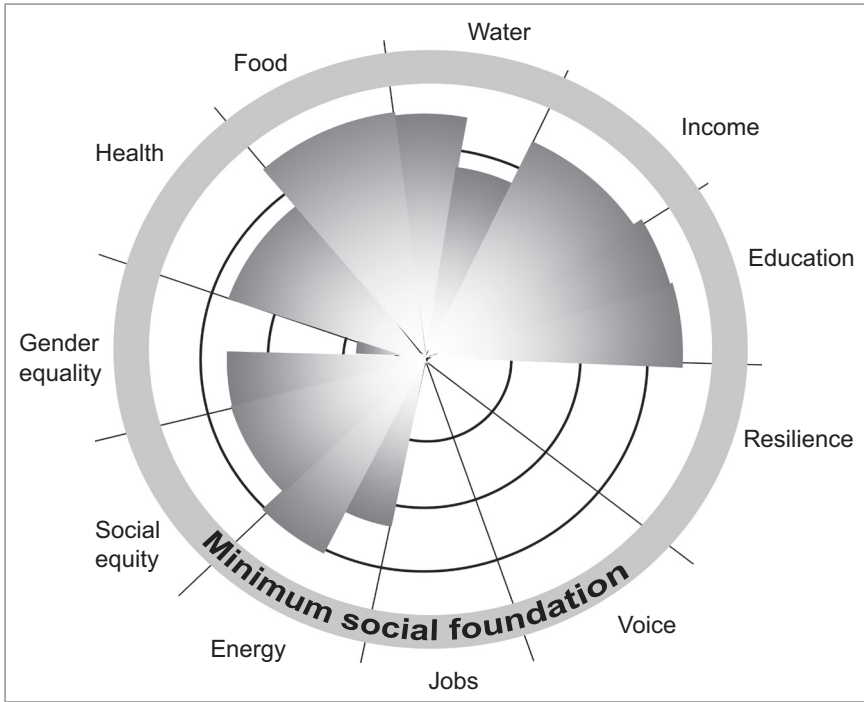 Water
Food
Income
Health
Education
Gender
equality
Resilience
Social
equity
Minimum social foundation
Voice
Energy
Jobs